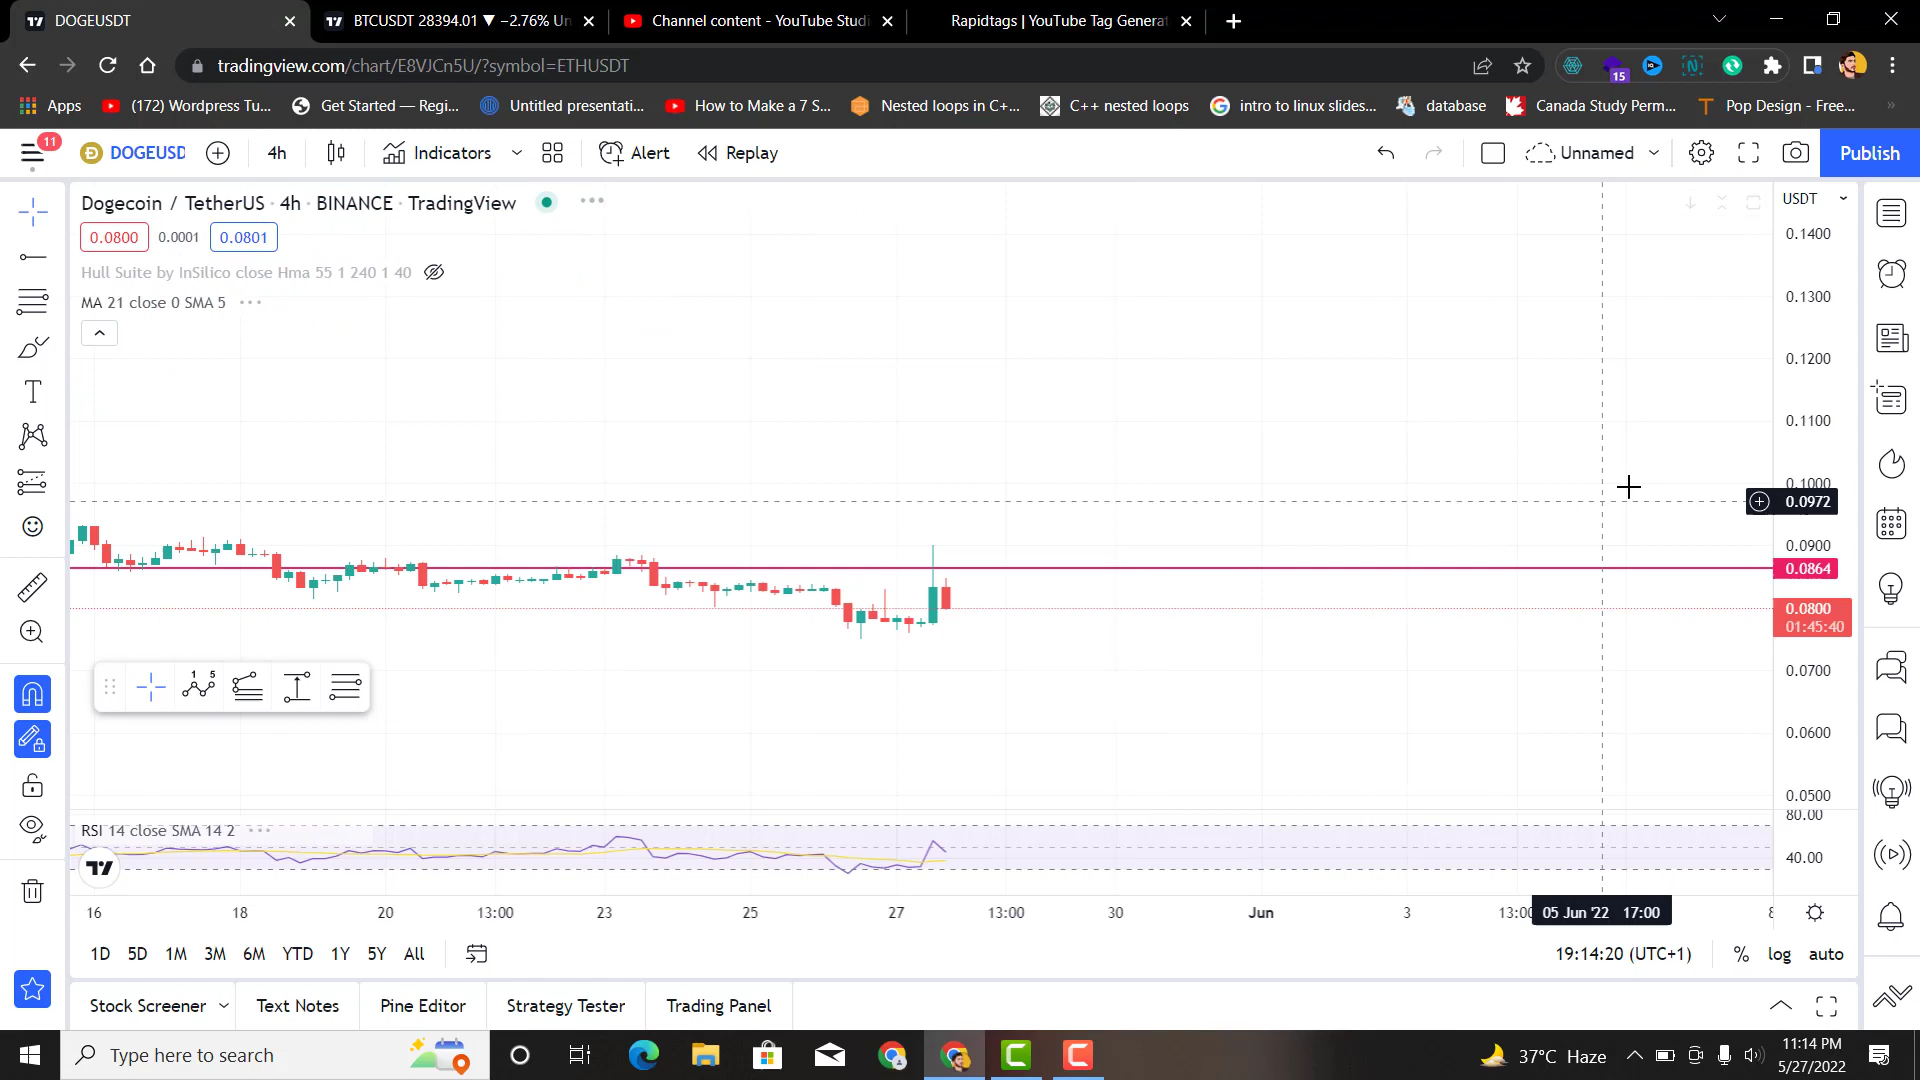 DOGEUSDT
BTCUSDT 28394.01 ▼ −2.76% Un
Channel content - YouTube Studi
Rapidtags | YouTube Tag Generat
tradingview.com/chart/E8VJCn5U/?symbol=ETHUSDT
15
Apps
(172) Wordpress Tu...
Get Started — Regi...
Untitled presentati...
How to Make a 7 S...
Nested loops in C+...
C++ nested loops
intro to linux slides...
database
Canada Study Perm...
Pop Design - Free...
»
11
DOGEUSD
4h
Indicators
Alert
Replay
Unnamed
Publish
Dogecoin / TetherUS · 4h · BINANCE · TradingView
USDT
0.0800
0.0001
0.0801
Hull Suite by InSilico close Hma 55 1 240 1 40
MA 21 close 0 SMA 5
0.1400
0.1300
0.1200
0.1100
0.1000
0.0972
0.0900
0.0864
0.0800
01:45:40
0.0700
0.0600
0.0500
1 5
RSI 14 close SMA 14 2
80.00
40.00
16
18
20
13:00
23
25
27
13:00
30
Jun
3
13:00
05 Jun '22 17:00
8
1D 5D 1M 3M 6M YTD 1Y 5Y All
19:14:20 (UTC+1)
% log auto
Stock Screener
Text Notes
Pine Editor
Strategy Tester
Trading Panel
Type here to search
37°C Haze
11:14 PM
5/27/2022